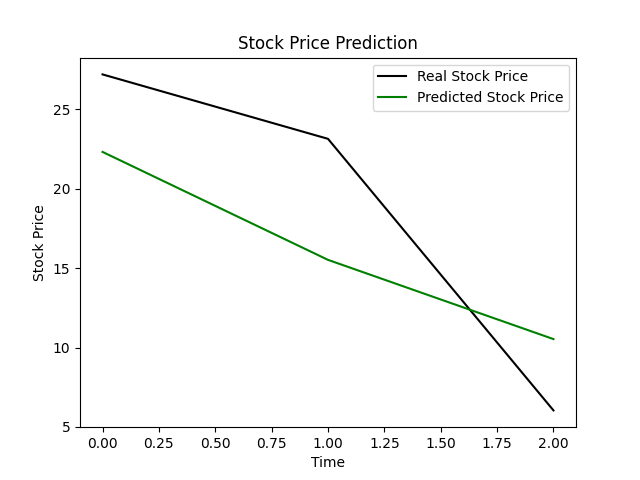 Stock Price Prediction
Real Stock Price
Predicted Stock Price
Stock Price
25
20
15
10
5
0.00 0.25 0.50 0.75 1.00 1.25 1.50 1.75 2.00
Time